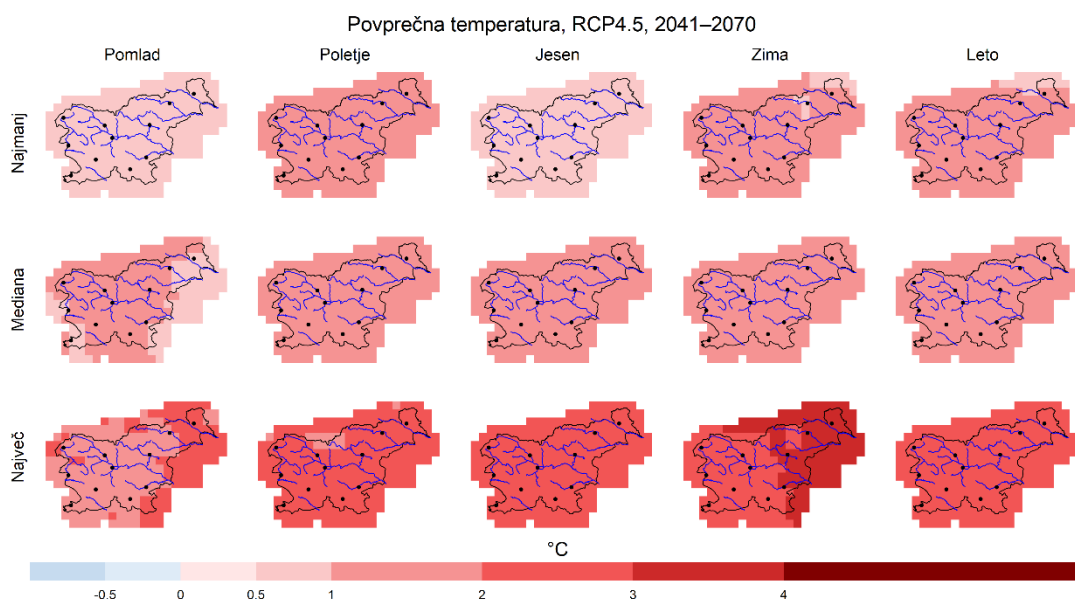 Povprečna temperatura, RCP4.5, 2041–2070
Pomlad Poletje Jesen Zima Leto
Najmanj
Mediana
Največ
°C
-0.5 0 0.5 1 2 3 4